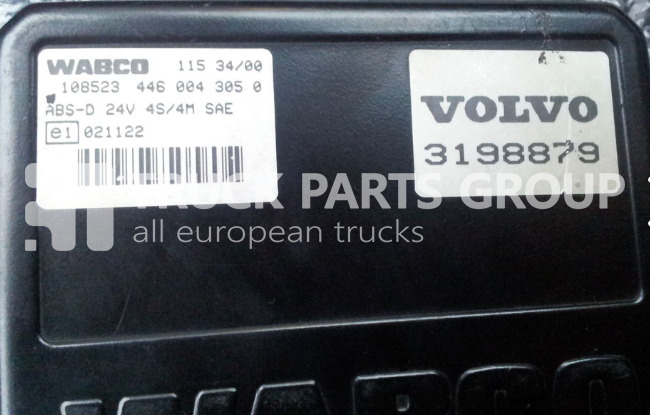 WABCO 115 34/00
108523 446 004 305 0
ABS-D 24V 4S/4M SAE
e1 021122
VOLVO
3198879
TRUCK PARTS GROUP
all european trucks
WABCO